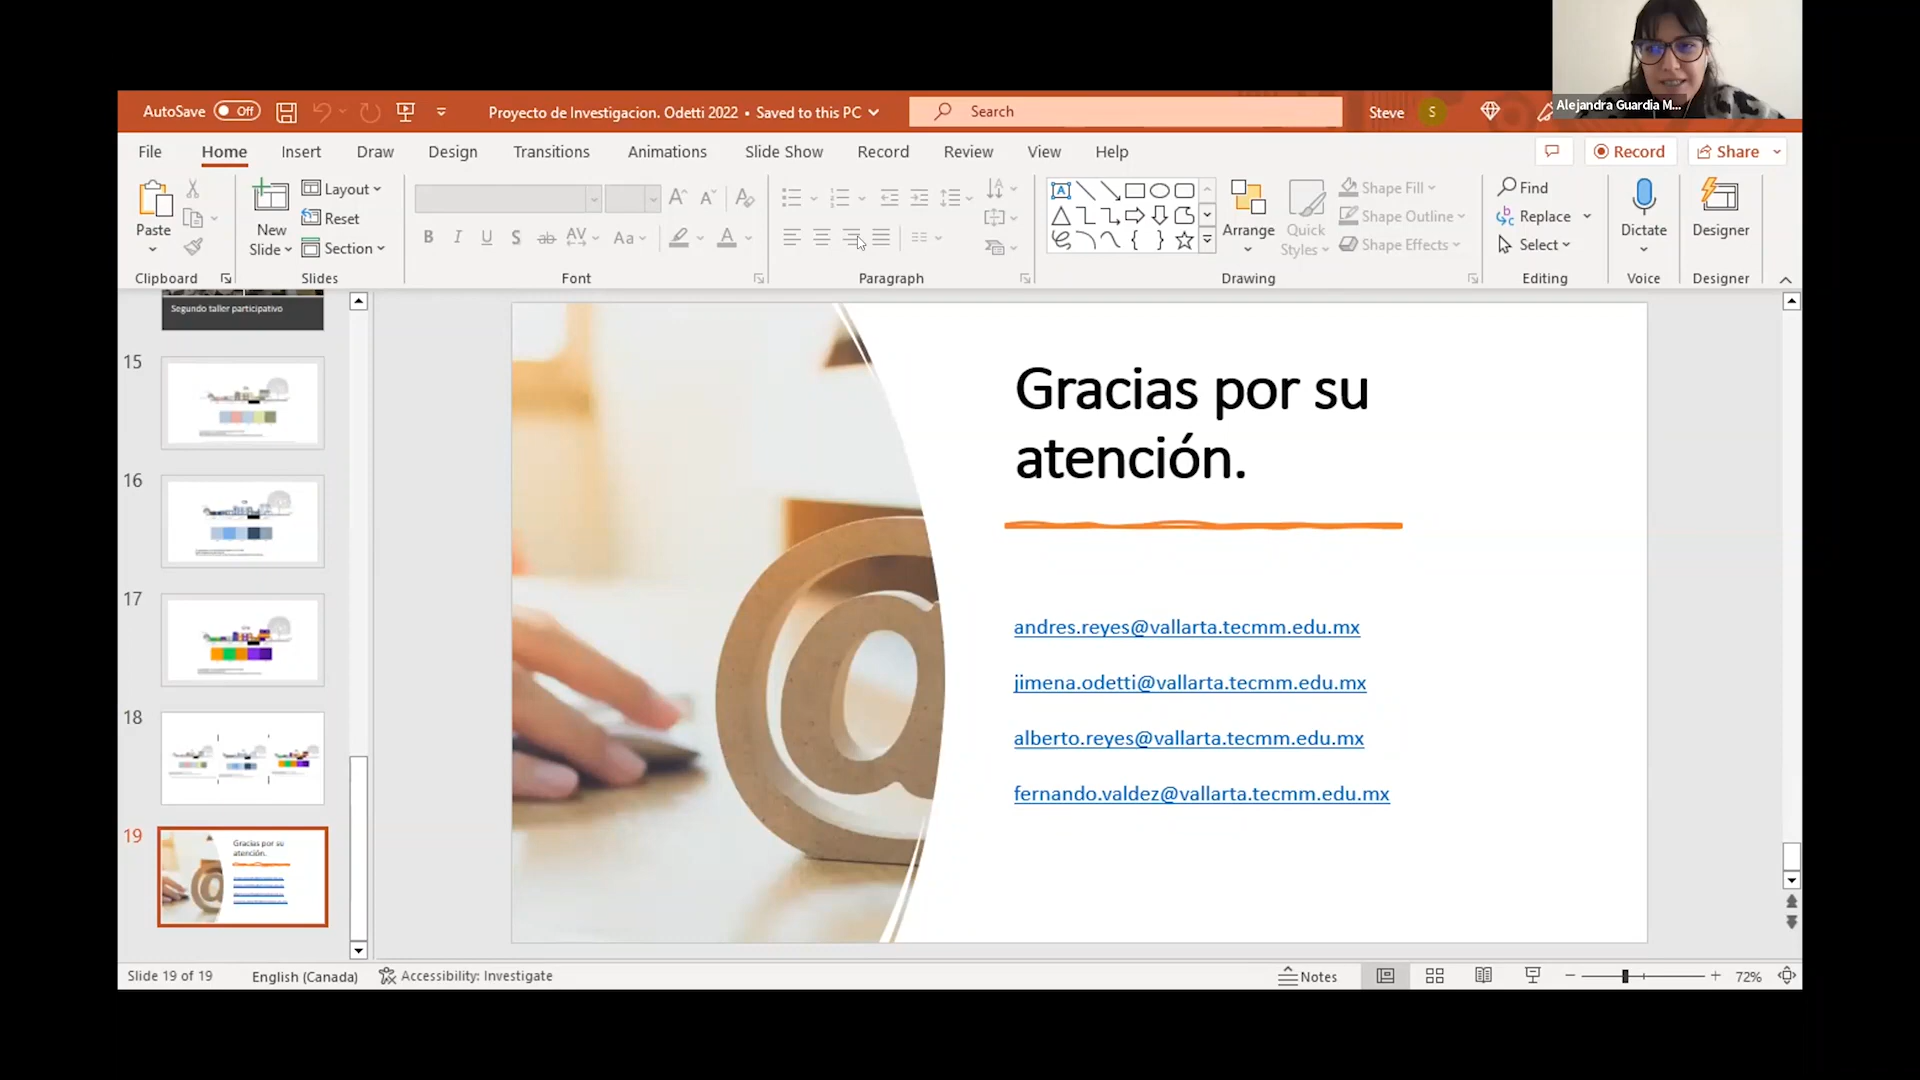 Alejandra Guardia M...
AutoSave Off
Proyecto de Investigacion. Odetti 2022 • Saved to this PC
Search
Steve
S
File Home Insert Draw Design Transitions Animations Slide Show Record Review View Help
Record Share
Paste
New Slide
Layout
Reset
Section
B I U S ab AV Aa A
Arrange
Quick Styles
Shape Fill
Shape Outline
Shape Effects
Find
Replace
Select
Dictate
Designer
Clipboard Slides Font Paragraph Drawing Editing Voice Designer
Segundo taller participativo
15
16
17
18
19
Gracias por su
atención.
Gracias por su
atención.
andres.reyes@vallarta.tecmm.edu.mx
jimena.odetti@vallarta.tecmm.edu.mx
alberto.reyes@vallarta.tecmm.edu.mx
fernando.valdez@vallarta.tecmm.edu.mx
Slide 19 of 19 English (Canada) Accessibility: Investigate Notes 72%